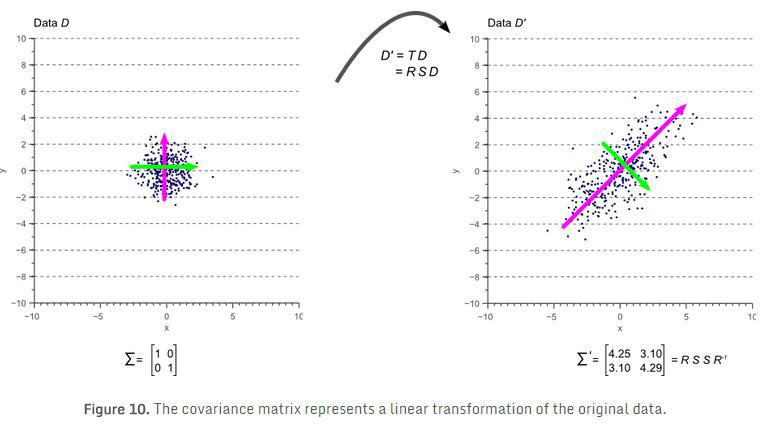 Data D
10
8
6
4
2
0
−2
−4
−6
−8
−10
−10
−5
0
5
10
x
y
Σ= [1 0
0 1]
D' = T D
= R S D
Data D'
10
8
6
4
2
0
−2
−4
−6
−8
−10
−10
−5
0
5
10
x
y
Σ'= [4.25 3.10
3.10 4.29] = R S S R⁻¹
Figure 10. The covariance matrix represents a linear transformation of the original data.